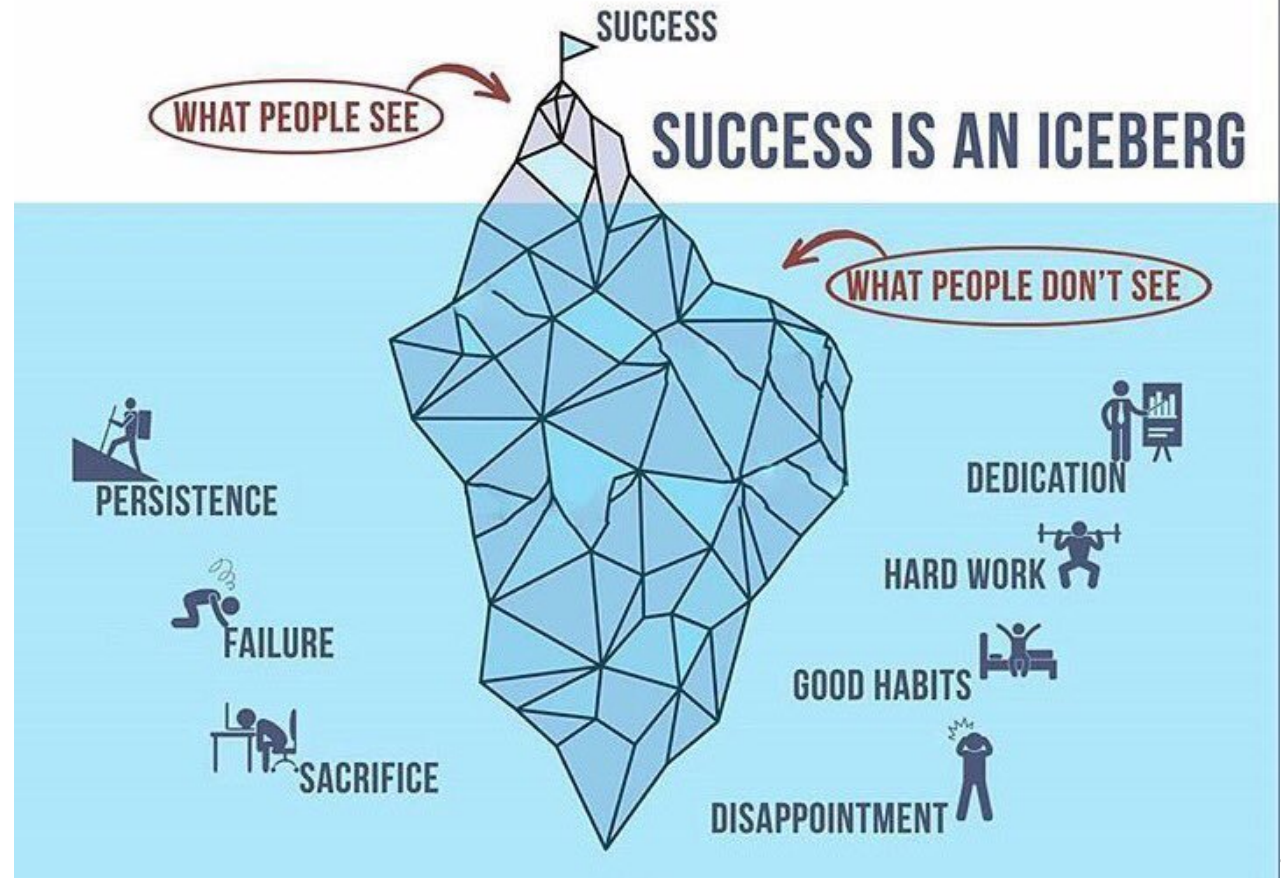 SUCCESS
WHAT PEOPLE SEE
SUCCESS IS AN ICEBERG
WHAT PEOPLE DON'T SEE
PERSISTENCE
FAILURE
SACRIFICE
DEDICATION
HARD WORK
GOOD HABITS
DISAPPOINTMENT